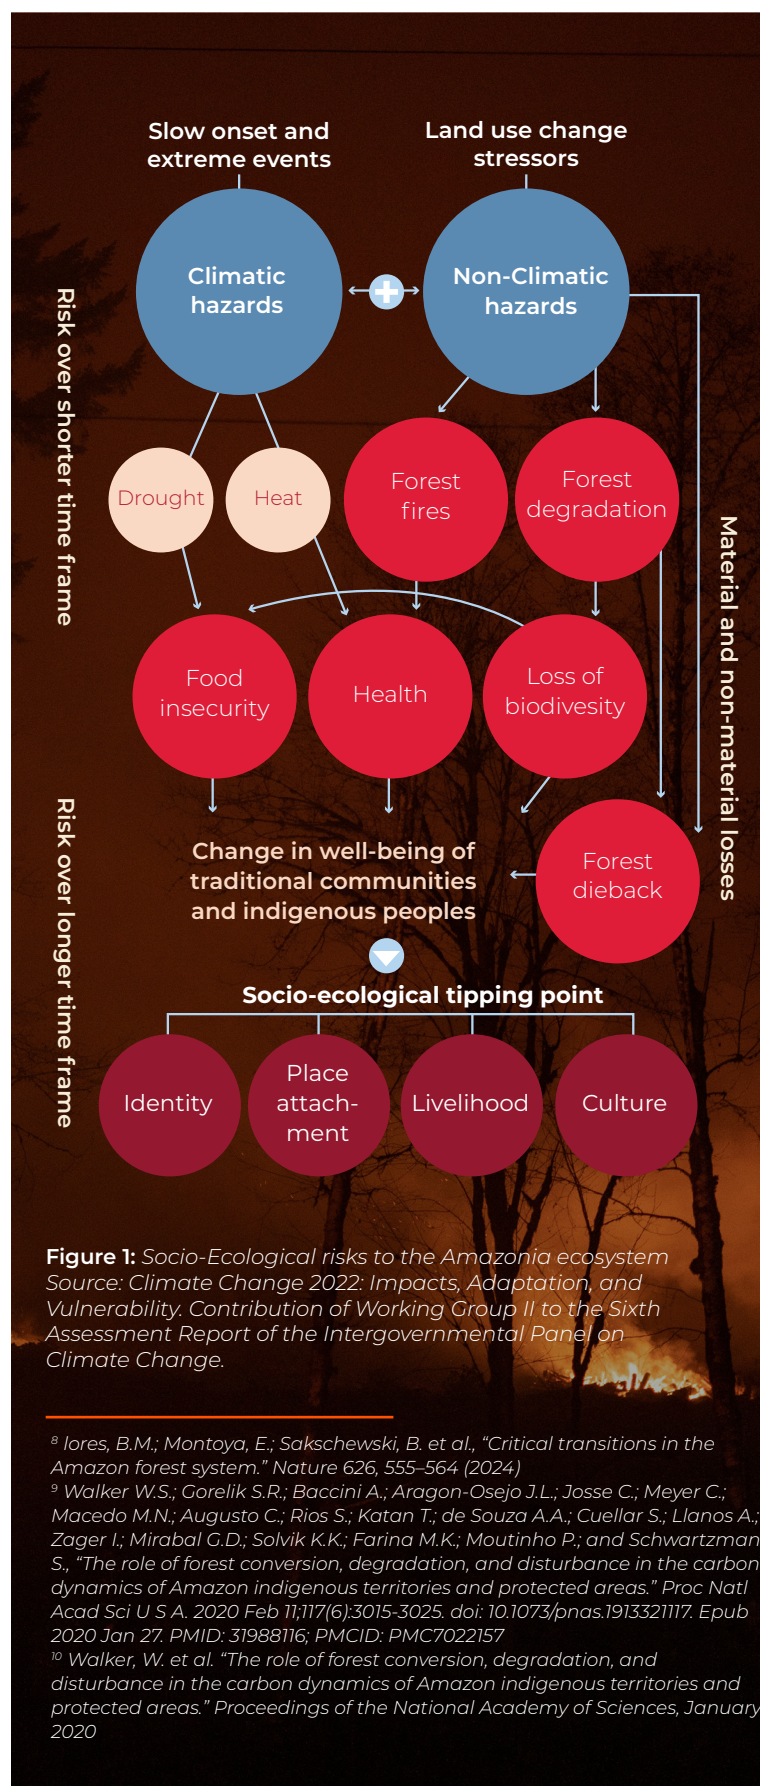 Slow onset and
extreme events
Land use change
stressors
Climatic
hazards
Non-Climatic
hazards
Risk over shorter time frame
Drought
Heat
Forest
fires
Forest
degradation
Material and non-material losses
Food
insecurity
Health
Loss of
biodivesity
Risk over longer time frame
Change in well-being of
traditional communities
and indigenous peoples
Forest
dieback
Socio-ecological tipping point
Identity
Place
attach-
ment
Livelihood
Culture
Figure 1: Socio-Ecological risks to the Amazonia ecosystem
Source: Climate Change 2022: Impacts, Adaptation, and
Vulnerability. Contribution of Working Group II to the Sixth
Assessment Report of the Intergovernmental Panel on
Climate Change.
8 lores, B.M.; Montoya, E.; Sakschewski, B. et al., “Critical transitions in the
Amazon forest system.” Nature 626, 555–564 (2024)
9 Walker W.S.; Gorelik S.R.; Baccini A.; Aragon-Osejo J.L.; Josse C.; Meyer C.;
Macedo M.N.; Augusto C.; Rios S.; Katan T.; de Souza A.A.; Cuellar S.; Llanos A.;
Zager I.; Mirabal G.D.; Solvik K.K.; Farina M.K.; Moutinho P.; and Schwartzman
S., “The role of forest conversion, degradation, and disturbance in the carbon
dynamics of Amazon indigenous territories and protected areas.” Proc Natl
Acad Sci U S A. 2020 Feb 11;117(6):3015-3025. doi: 10.1073/pnas.1913321117. Epub
2020 Jan 27. PMID: 31988116; PMCID: PMC7022157
10 Walker, W. et al. “The role of forest conversion, degradation, and
disturbance in the carbon dynamics of Amazon indigenous territories and
protected areas.” Proceedings of the National Academy of Sciences, January
2020